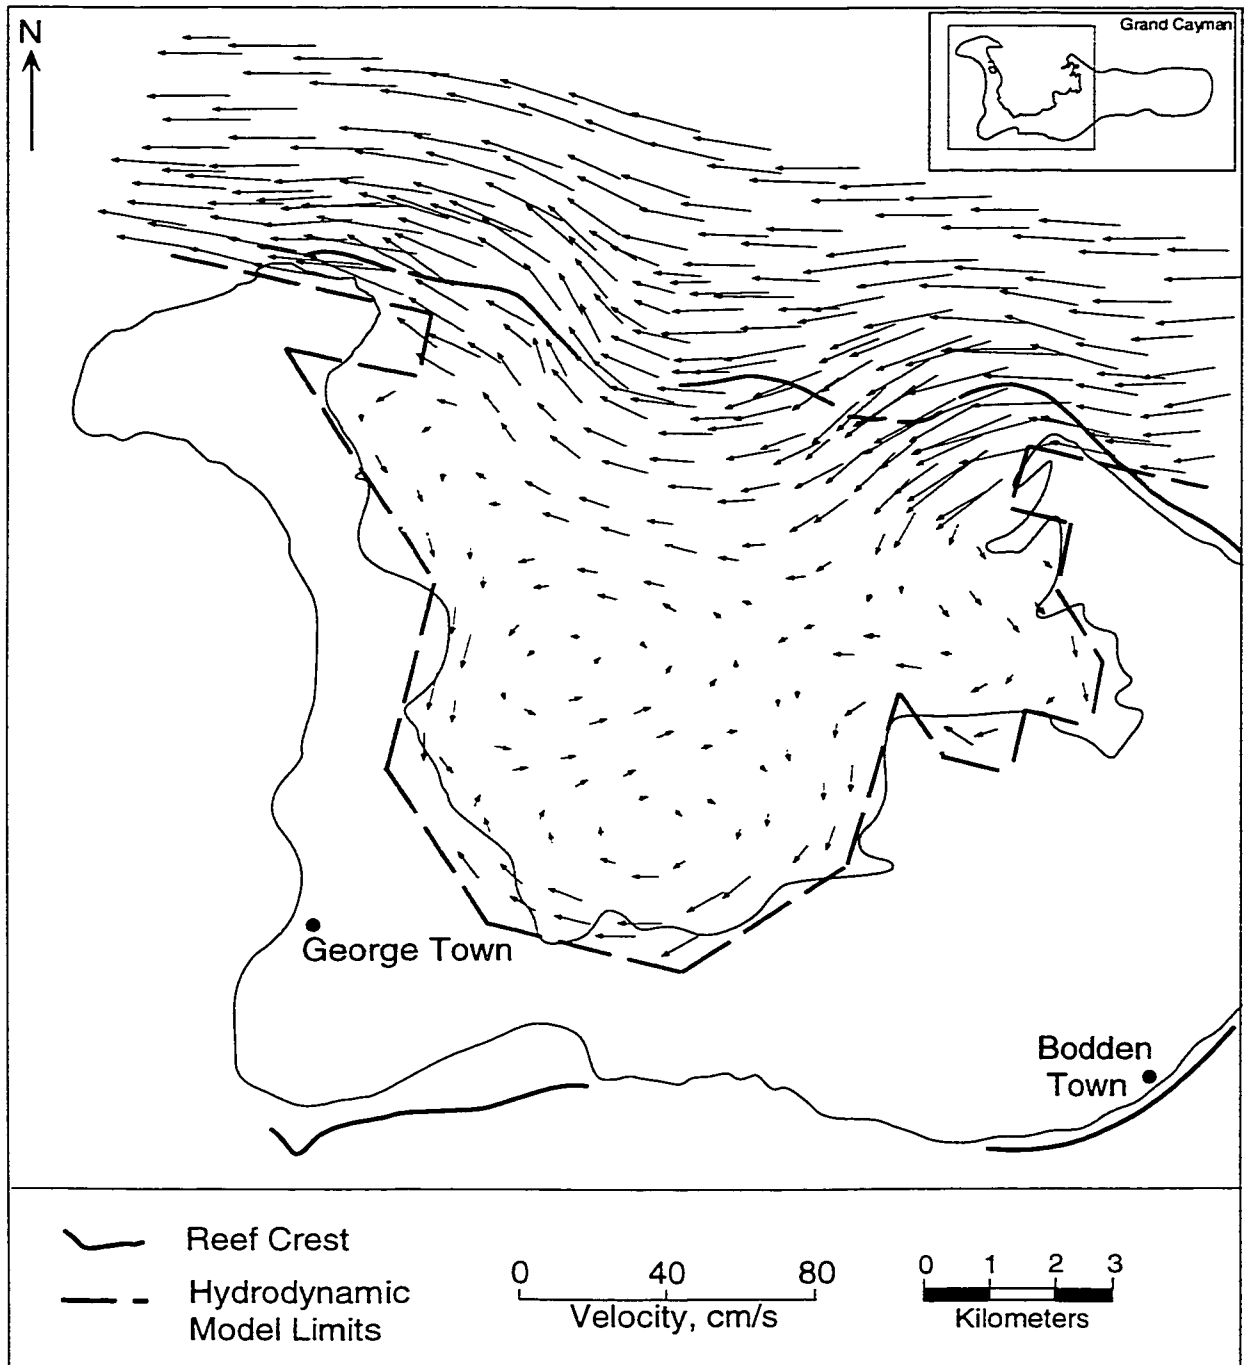 N
Grand Cayman
George Town
Bodden
Town
Reef Crest
Hydrodynamic
Model Limits
0 40 80
Velocity, cm/s
0 1 2 3
Kilometers